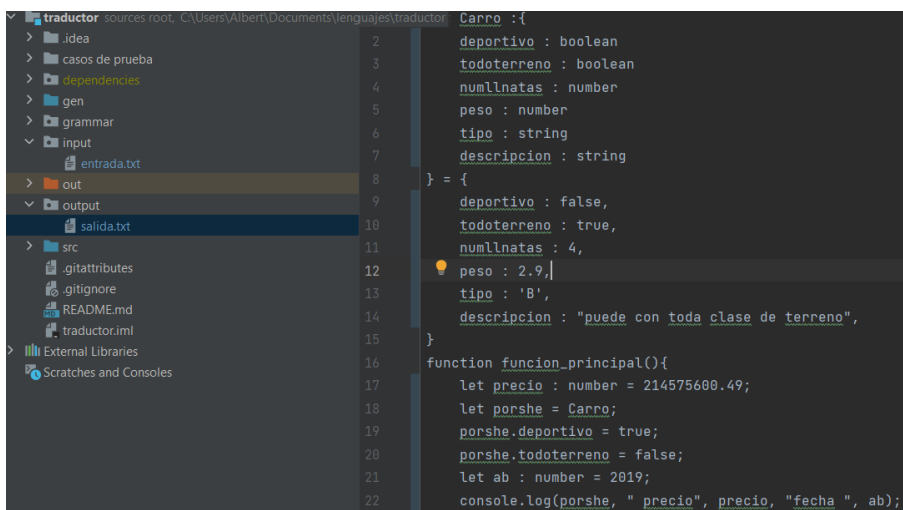 traductor sources root, C:\Users\Albert\Documents\lenguajes\traductor
.idea
casos de prueba
dependencies
gen
grammar
input
entrada.txt
out
output
salida.txt
src
.gitattributes
.gitignore
README.md
traductor.iml
External Libraries
Scratches and Consoles
Carro :{
2 deportivo : boolean
3 todoterreno : boolean
4 numllnatas : number
5 peso : number
6 tipo : string
7 descripcion : string
8 } = {
9 deportivo : false,
10 todoterreno : true,
11 numllnatas : 4,
12 peso : 2.9,
13 tipo : 'B',
14 descripcion : "puede con toda clase de terreno",
15 }
16 function funcion_principal(){
17 let precio : number = 214575600.49;
18 let porshe = Carro;
19 porshe.deportivo = true;
20 porshe.todoterreno = false;
21 let ab : number = 2019;
22 console.log(porshe, " precio", precio, "fecha ", ab);